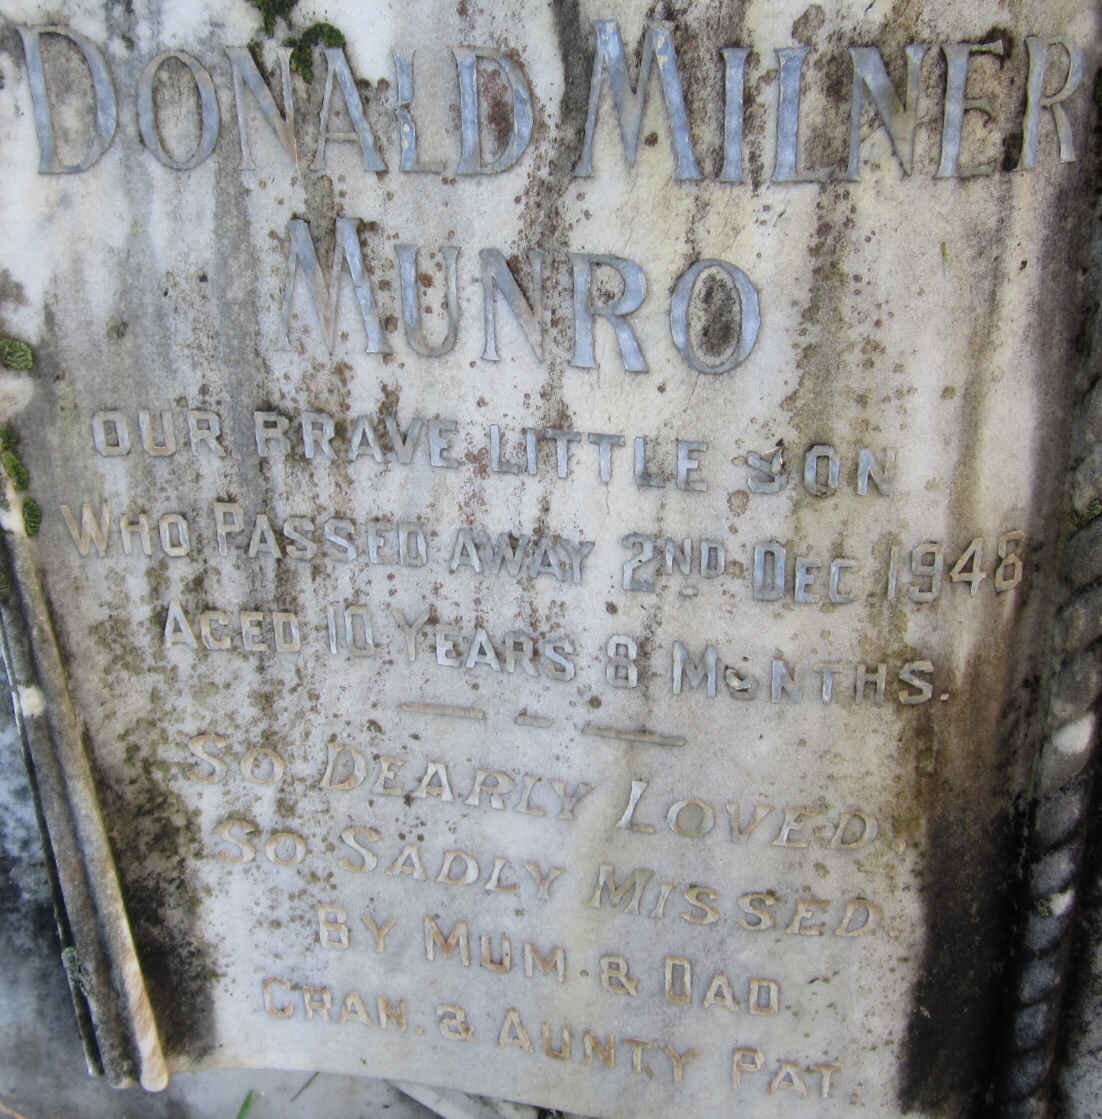 DONALD MILNER
MUNRO
OUR BRAVE LITTLE SON
WHO PASSED AWAY 2ND DEC 1948
AGED 10 YEARS 8 MONTHS.
SO DEARLY LOVED.
SO SADLY MISSED.
BY MUM & DAD
GRAN. & AUNTY PAT.